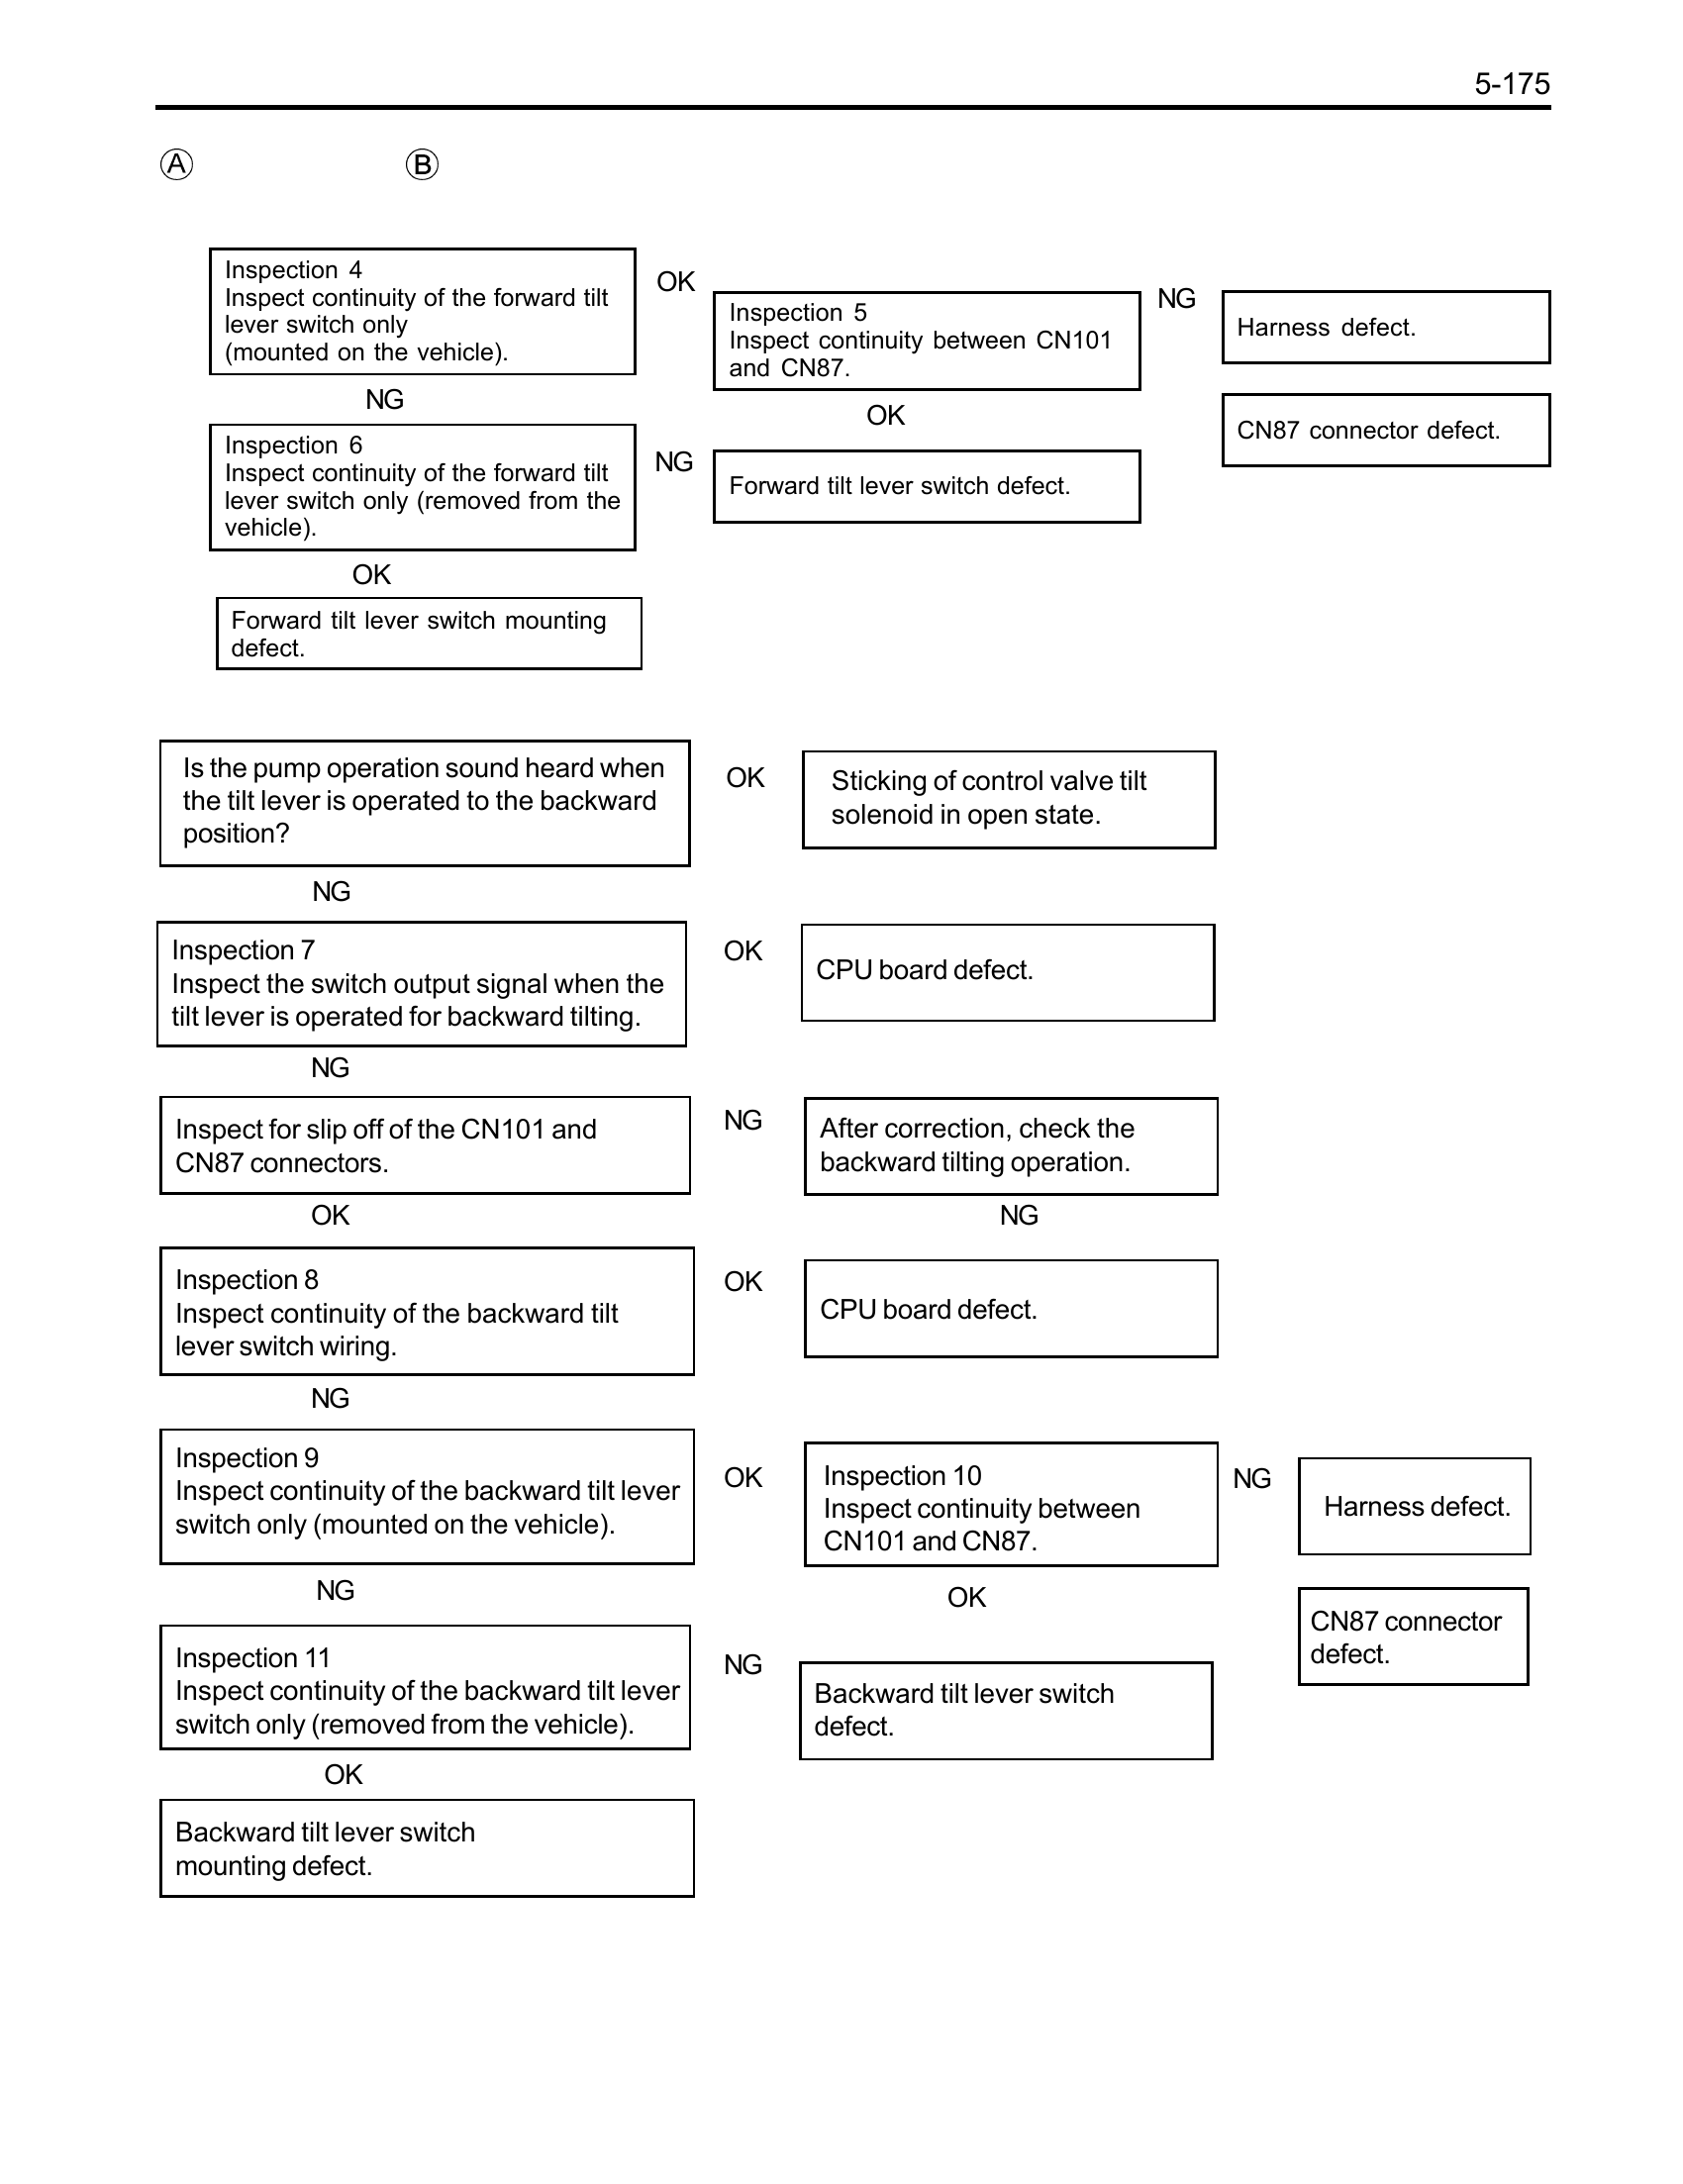 5-175
A
B
Inspection 4
Inspect continuity of the forward tilt
lever switch only
(mounted on the vehicle).
OK
Inspection 5
Inspect continuity between CN101
and CN87.
NG
Harness defect.
NG
OK
CN87 connector defect.
Inspection 6
Inspect continuity of the forward tilt
lever switch only (removed from the
vehicle).
NG
Forward tilt lever switch defect.
OK
Forward tilt lever switch mounting
defect.
Is the pump operation sound heard when
the tilt lever is operated to the backward
position?
OK
Sticking of control valve tilt
solenoid in open state.
NG
Inspection 7
Inspect the switch output signal when the
tilt lever is operated for backward tilting.
OK
CPU board defect.
NG
Inspect for slip off of the CN101 and
CN87 connectors.
NG
After correction, check the
backward tilting operation.
OK
NG
Inspection 8
Inspect continuity of the backward tilt
lever switch wiring.
OK
CPU board defect.
NG
Inspection 9
Inspect continuity of the backward tilt lever
switch only (mounted on the vehicle).
OK
Inspection 10
Inspect continuity between
CN101 and CN87.
NG
Harness defect.
NG
OK
CN87 connector
defect.
Inspection 11
Inspect continuity of the backward tilt lever
switch only (removed from the vehicle).
NG
Backward tilt lever switch
defect.
OK
Backward tilt lever switch
mounting defect.